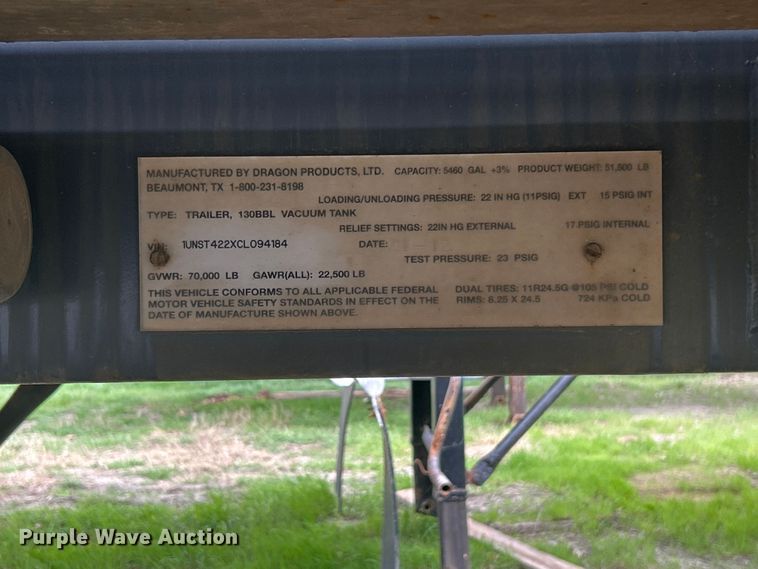 MANUFACTURED BY DRAGON PRODUCTS, LTD. CAPACITY: 5460 GAL +3% PRODUCT WEIGHT: 51,500 LB
BEAUMONT, TX 1-800-231-8198
LOADING/UNLOADING PRESSURE: 22 IN HG (11PSIG) EXT 15 PSIG INT
TYPE: TRAILER, 130BBL VACUUM TANK
RELIEF SETTINGS: 22IN HG EXTERNAL 17 PSIG INTERNAL
VIN: 1UNST422XCL094184 DATE:
TEST PRESSURE: 23 PSIG
GVWR: 70,000 LB GAWR(ALL): 22,500 LB
THIS VEHICLE CONFORMS TO ALL APPLICABLE FEDERAL DUAL TIRES: 11R24.5G @105 PSI COLD
MOTOR VEHICLE SAFETY STANDARDS IN EFFECT ON THE RIMS: 8.25 X 24.5 724 KPa COLD
DATE OF MANUFACTURE SHOWN ABOVE.
Purple Wave Auction